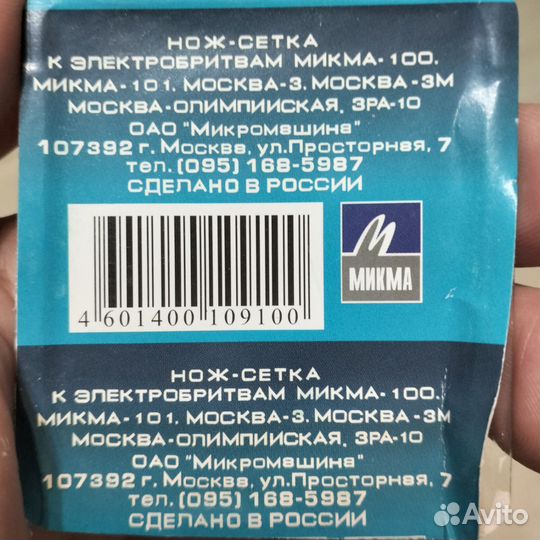 НОЖ-СЕТКА
К ЭЛЕКТРОБРИТВАМ МИКМА-100,
МИКМА-101, МОСКВА-3, МОСКВА-3М
МОСКВА-ОЛИМПИЙСКАЯ, ЭРА-10
ОАО "Микромашина"
107392 г. Москва, ул.Просторная, 7
тел. (095) 168-5987
СДЕЛАНО В РОССИИ
4 601400 109100
МИКМА
НОЖ-СЕТКА
К ЭЛЕКТРОБРИТВАМ МИКМА-100,
МИКМА-101, МОСКВА-3, МОСКВА-3М
МОСКВА-ОЛИМПИЙСКАЯ, ЭРА-10
ОАО "Микромашина"
107392 г. Москва, ул.Просторная, 7
тел. (095) 168-5987
СДЕЛАНО В РОССИИ
Avito